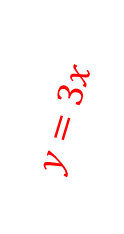 y = 3x